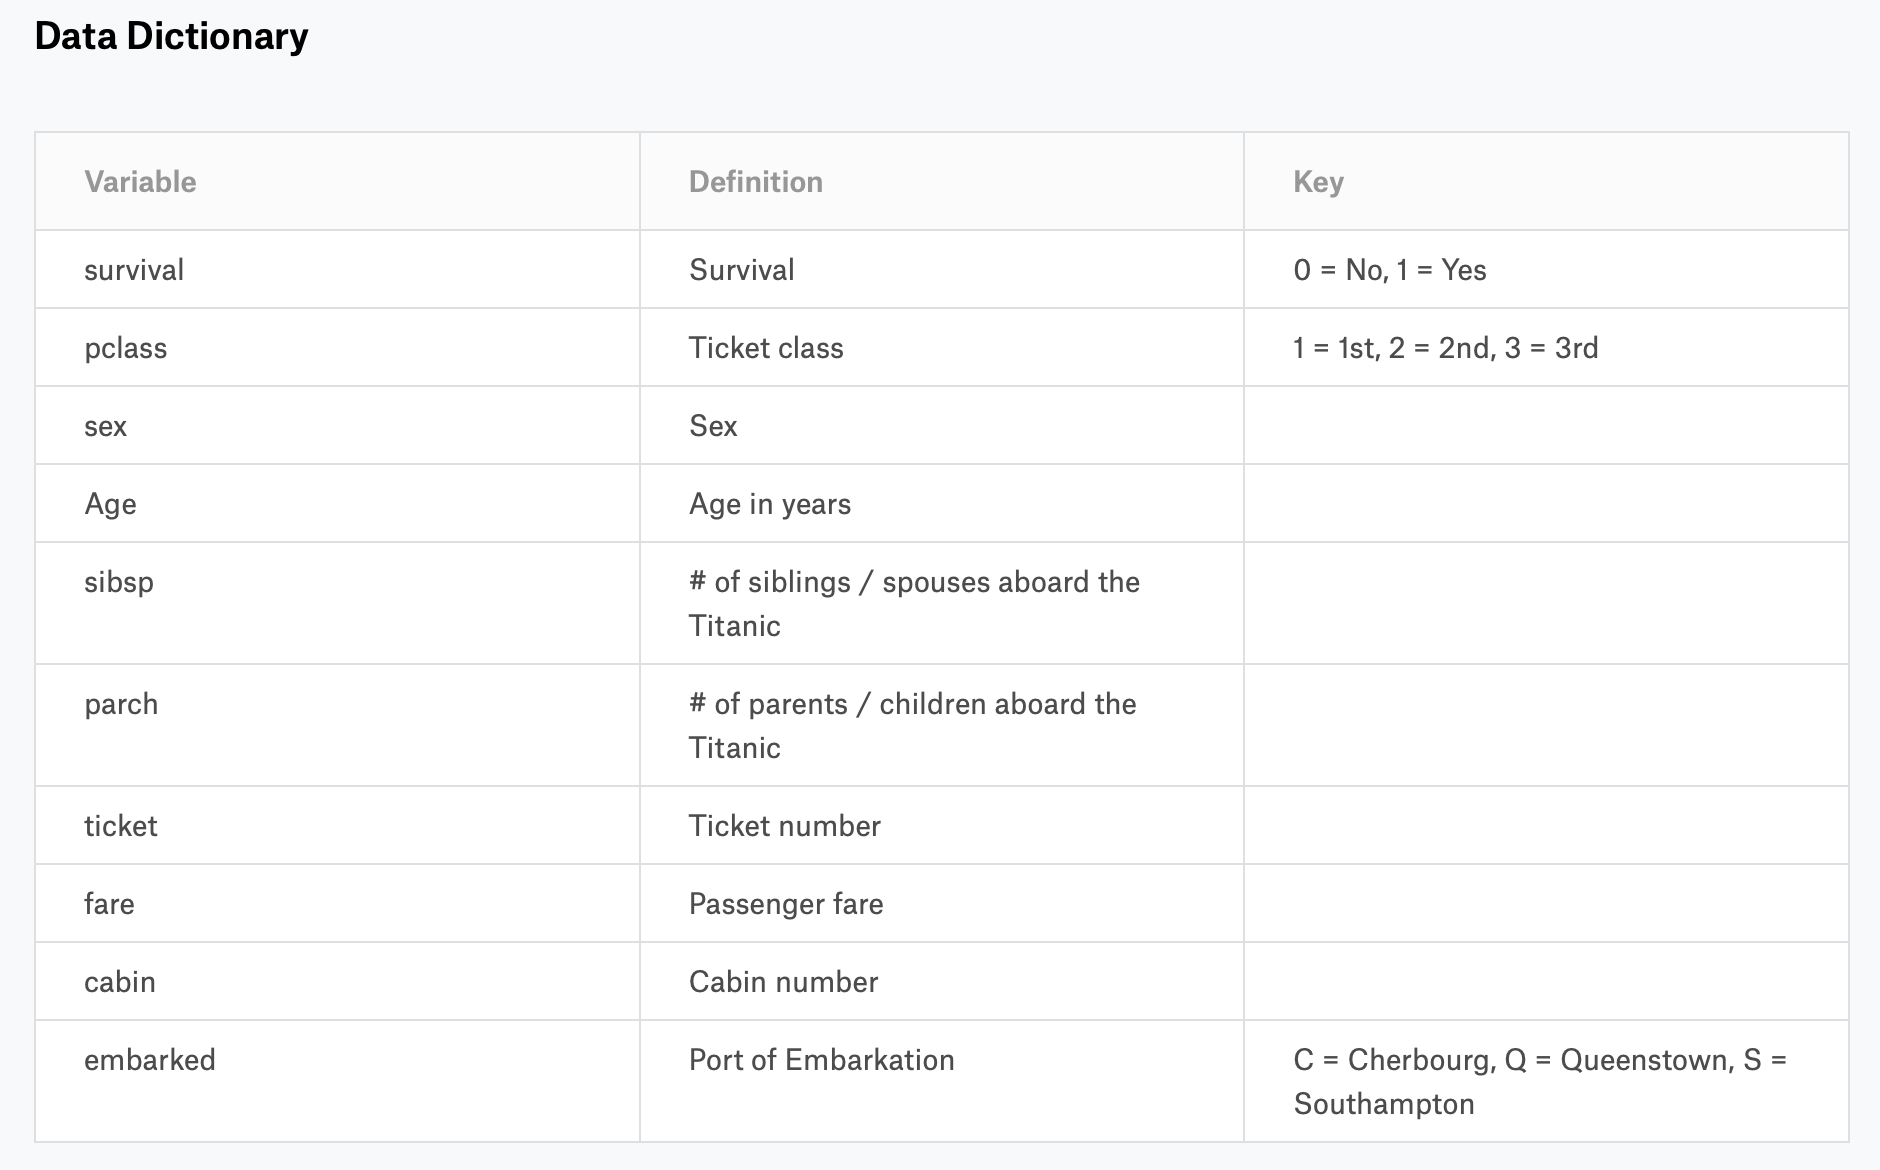 Data Dictionary
Variable Definition Key
survival Survival 0 = No, 1 = Yes
pclass Ticket class 1 = 1st, 2 = 2nd, 3 = 3rd
sex Sex
Age Age in years
sibsp # of siblings / spouses aboard the
Titanic
parch # of parents / children aboard the
Titanic
ticket Ticket number
fare Passenger fare
cabin Cabin number
embarked Port of Embarkation C = Cherbourg, Q = Queenstown, S =
Southampton